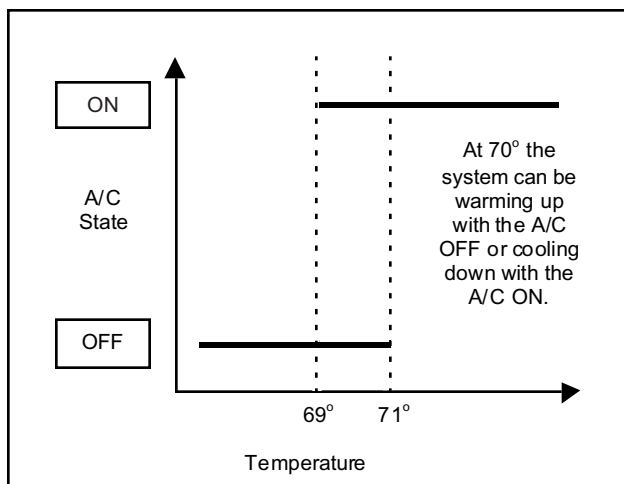 ON
A/C
State
OFF
At 70° the
system can be
warming up
with the A/C
OFF or cooling
down with the
A/C ON.
69° 71°
Temperature